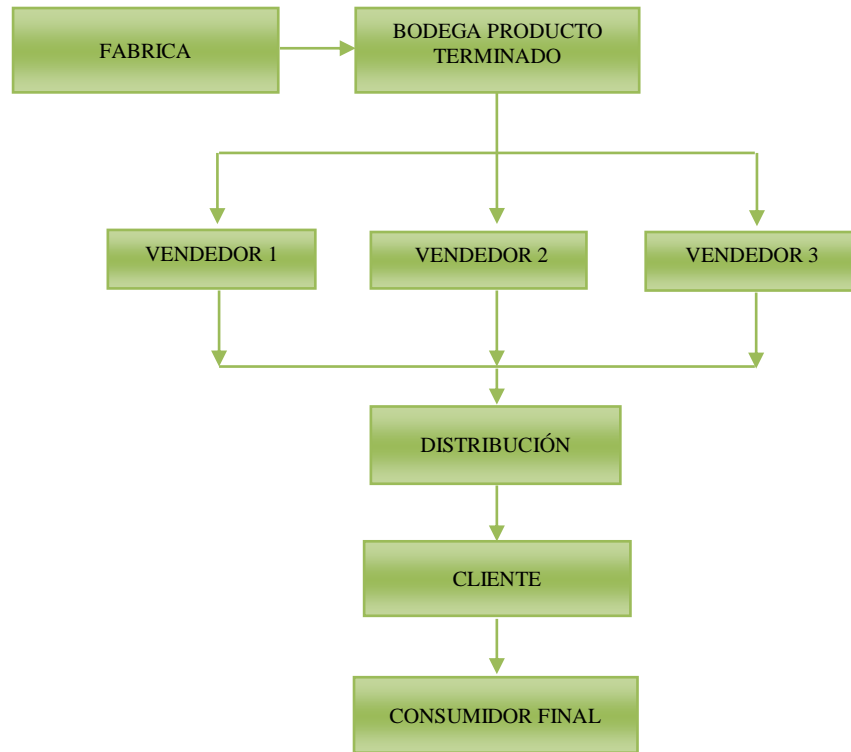 FABRICA
BODEGA PRODUCTO
TERMINADO
VENDEDOR 1
VENDEDOR 2
VENDEDOR 3
DISTRIBUCIÓN
CLIENTE
CONSUMIDOR FINAL